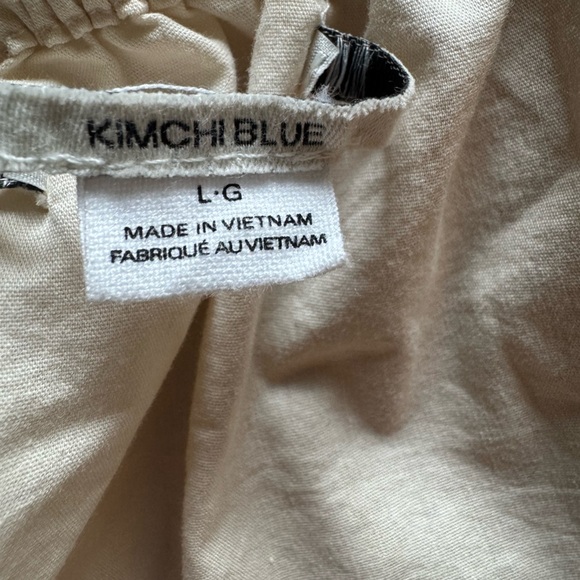 KIMCHI BLUE
L·G
MADE IN VIETNAM
FABRIQUÉ AU VIETNAM